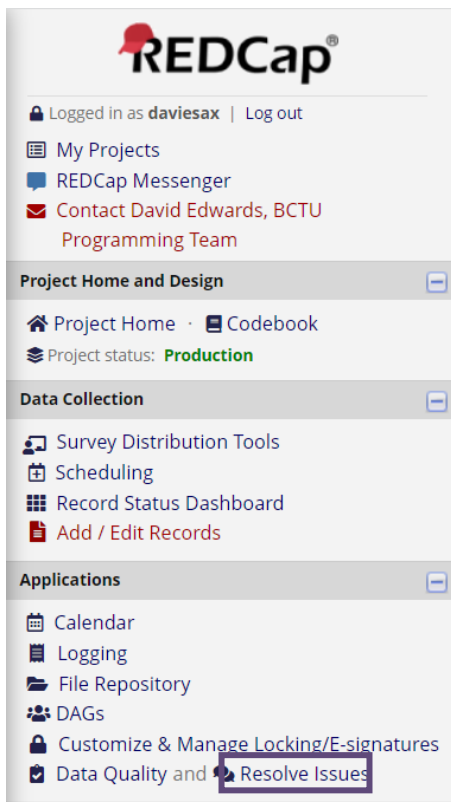 REDCap®
Logged in as daviesax | Log out
My Projects
REDCap Messenger
Contact David Edwards, BCTU
Programming Team
Project Home and Design
Project Home · Codebook
Project status: Production
Data Collection
Survey Distribution Tools
Scheduling
Record Status Dashboard
Add / Edit Records
Applications
Calendar
Logging
File Repository
DAGs
Customize & Manage Locking/E-signatures
Data Quality and Resolve Issues